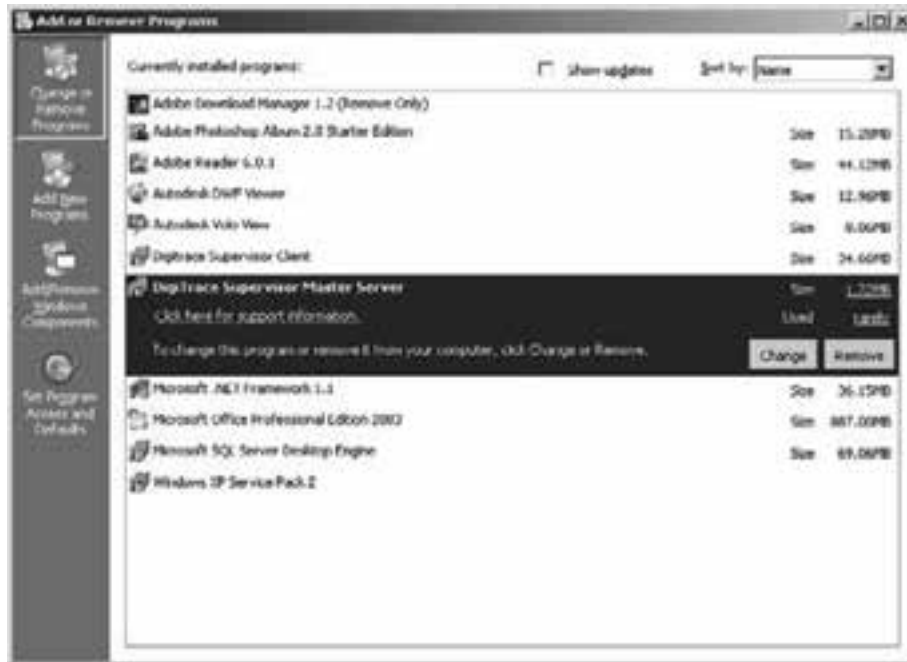 Add or Remove Programs
Change or
Remove
Programs
Add New
Programs
Add/Remove
Windows
Components
Set Program
Access and
Defaults
Currently installed programs:
Show updates
Sort by: Name
Adobe Download Manager 1.2 (Remove Only)
Adobe Photoshop Album 2.0 Starter Edition Size 15.28MB
Adobe Reader 6.0.1 Size 44.12MB
Autodesk DWF Viewer Size 12.96MB
Autodesk Volo View Size 8.06MB
Digitrace Supervisor Client Size 34.66MB
DigiTrace Supervisor Master Server Size 1.72MB
Click here for support information. Used rarely
To change this program or remove it from your computer, click Change or Remove. Change Remove
Microsoft .NET Framework 1.1 Size 36.15MB
Microsoft Office Professional Edition 2003 Size 887.00MB
Microsoft SQL Server Desktop Engine Size 69.06MB
Windows XP Service Pack 2